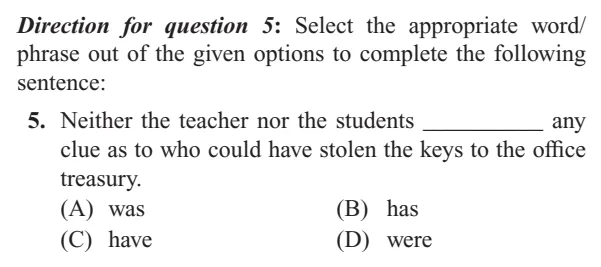 Direction for question 5: Select the appropriate word/
phrase out of the given options to complete the following
sentence:
5. Neither the teacher nor the students __________ any
clue as to who could have stolen the keys to the office
treasury.
(A) was (B) has
(C) have (D) were